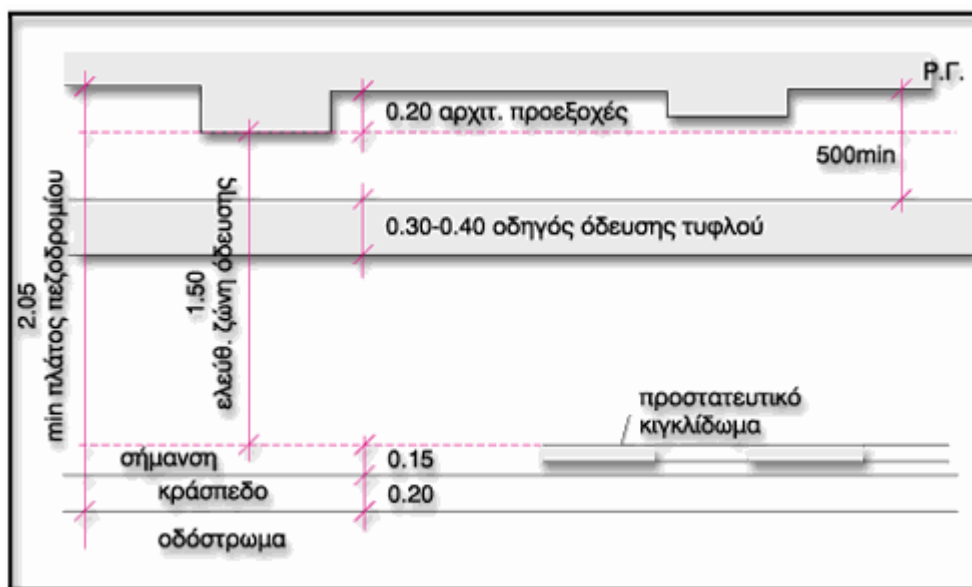 Ρ.Γ.
0.20 αρχιτ. προεξοχές
500min
0.30-0.40 οδηγός όδευσης τυφλού
2.05
min πλάτος πεζοδρομίου
1.50
ελεύθ. ζώνη όδευσης
προστατευτικό
κιγκλίδωμα
σήμανση
0.15
κράσπεδο
0.20
οδόστρωμα